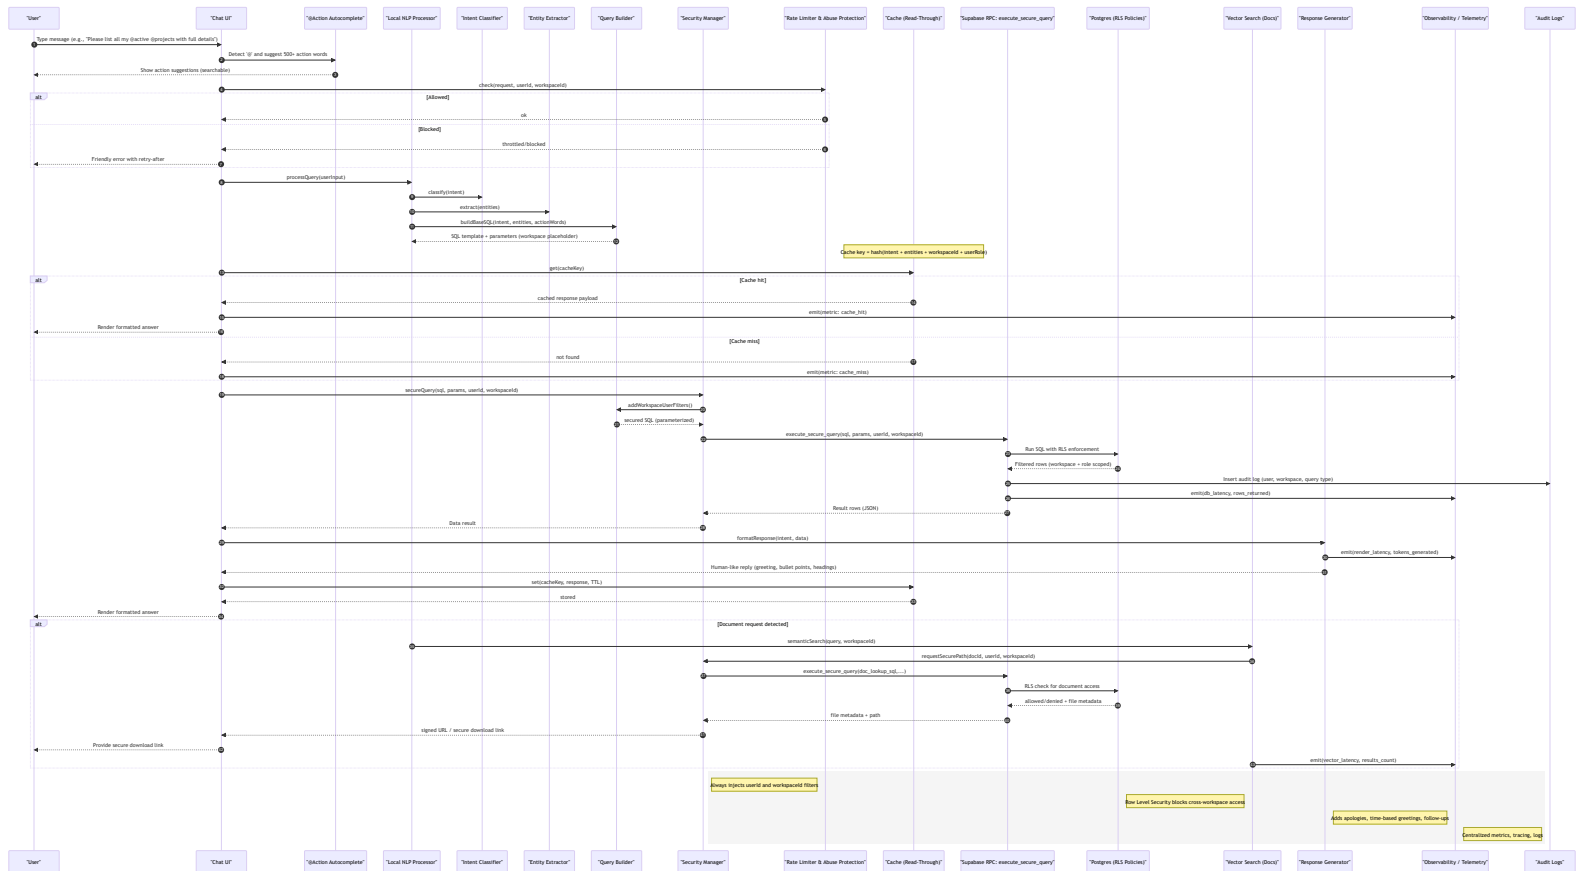 "User"
"Chat UI"
"@Action Autocomplete"
"Local NLP Processor"
"Intent Classifier"
"Entity Extractor"
"Query Builder"
"Security Manager"
"Rate Limiter & Abuse Protection"
"Cache (Read-Through)"
"Supabase RPC: execute_secure_query"
"Postgres (RLS Policies)"
"Vector Search (Docs)"
"Response Generator"
"Observability / Telemetry"
"Audit Logs"
Type message (e.g., "Please list all my @active @projects with full details")
Detect '@' and suggest 500+ action words
Show action suggestions (searchable)
check(request, userId, workspaceId)
alt
[Allowed]
ok
[Blocked]
throttled/blocked
Friendly error with retry-after
processQuery(userInput)
classify(intent)
extract(entities)
buildBaseSQL(intent, entities, actionWords)
SQL template + parameters (workspace placeholder)
Cache key = hash(intent + entities + workspaceId + userRole)
get(cacheKey)
alt
[Cache hit]
cached response payload
emit(metric: cache_hit)
Render formatted answer
[Cache miss]
not found
emit(metric: cache_miss)
secureQuery(sql, params, userId, workspaceId)
addWorkspaceUserFilters()
secured SQL (parameterized)
execute_secure_query(sql, params, userId, workspaceId)
Run SQL with RLS enforcement
Filtered rows (workspace + role scoped)
Insert audit log (user, workspace, query type)
emit(db_latency, rows_returned)
Result rows (JSON)
Data result
formatResponse(intent, data)
emit(render_latency, tokens_generated)
Human-like reply (greeting, bullet points, headings)
set(cacheKey, response, TTL)
stored
Render formatted answer
alt
[Document request detected]
semanticSearch(query, workspaceId)
requestSecurePath(docId, userId, workspaceId)
execute_secure_query(doc_lookup_sql,...)
RLS check for document access
allowed/denied + file metadata
file metadata + path
signed URL / secure download link
Provide secure download link
emit(vector_latency, results_count)
Always injects userId and workspaceId filters
Row Level Security blocks cross-workspace access
Adds apologies, time-based greetings, follow-ups
Centralized metrics, tracing, logs
"User"
"Chat UI"
"@Action Autocomplete"
"Local NLP Processor"
"Intent Classifier"
"Entity Extractor"
"Query Builder"
"Security Manager"
"Rate Limiter & Abuse Protection"
"Cache (Read-Through)"
"Supabase RPC: execute_secure_query"
"Postgres (RLS Policies)"
"Vector Search (Docs)"
"Response Generator"
"Observability / Telemetry"
"Audit Logs"